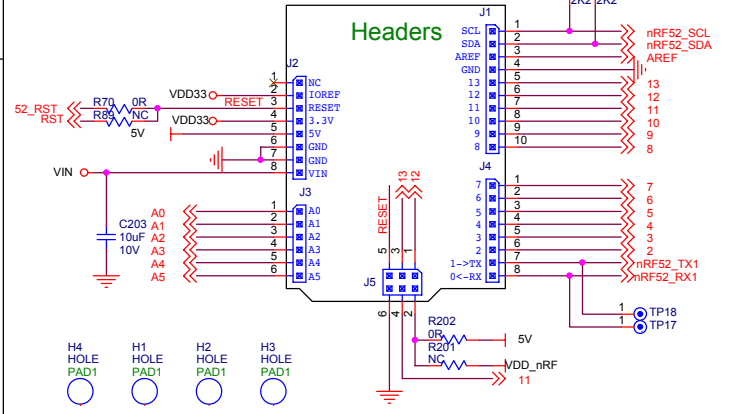 2K2 2K2
Headers
J1
SCL 1 nRF52_SCL
SDA 2 nRF52_SDA
AREF 3 AREF
GND 4
13 5 13
12 6 12
11 7 11
10 8 10
9 9 9
8 10 8
J2
1 NC
VDD33 2 IOREF
52_RST R70 0R RESET 3 RESET
RST R89 NC VDD33 4 3.3V
5V 5 5V
6 GND
7 GND
VIN 8 VIN
J3
A0 1 A0
A1 2 A1
A2 3 A2
A3 4 A3
A4 5 A4
A5 6 A5
C203
10uF
10V
J4
7 1 7
6 2 6
5 3 5
4 4 4
3 5 3
2 6 2
1->TX 7 nRF52_TX1
0<-RX 8 nRF52_RX1
RESET 13 12
5 3 1
J5
6 4 2
1 TP18
1 TP17
R202
0R 5V
R201
NC VDD_nRF
11
H4 H1 H2 H3
HOLE HOLE HOLE HOLE
PAD1 PAD1 PAD1 PAD1